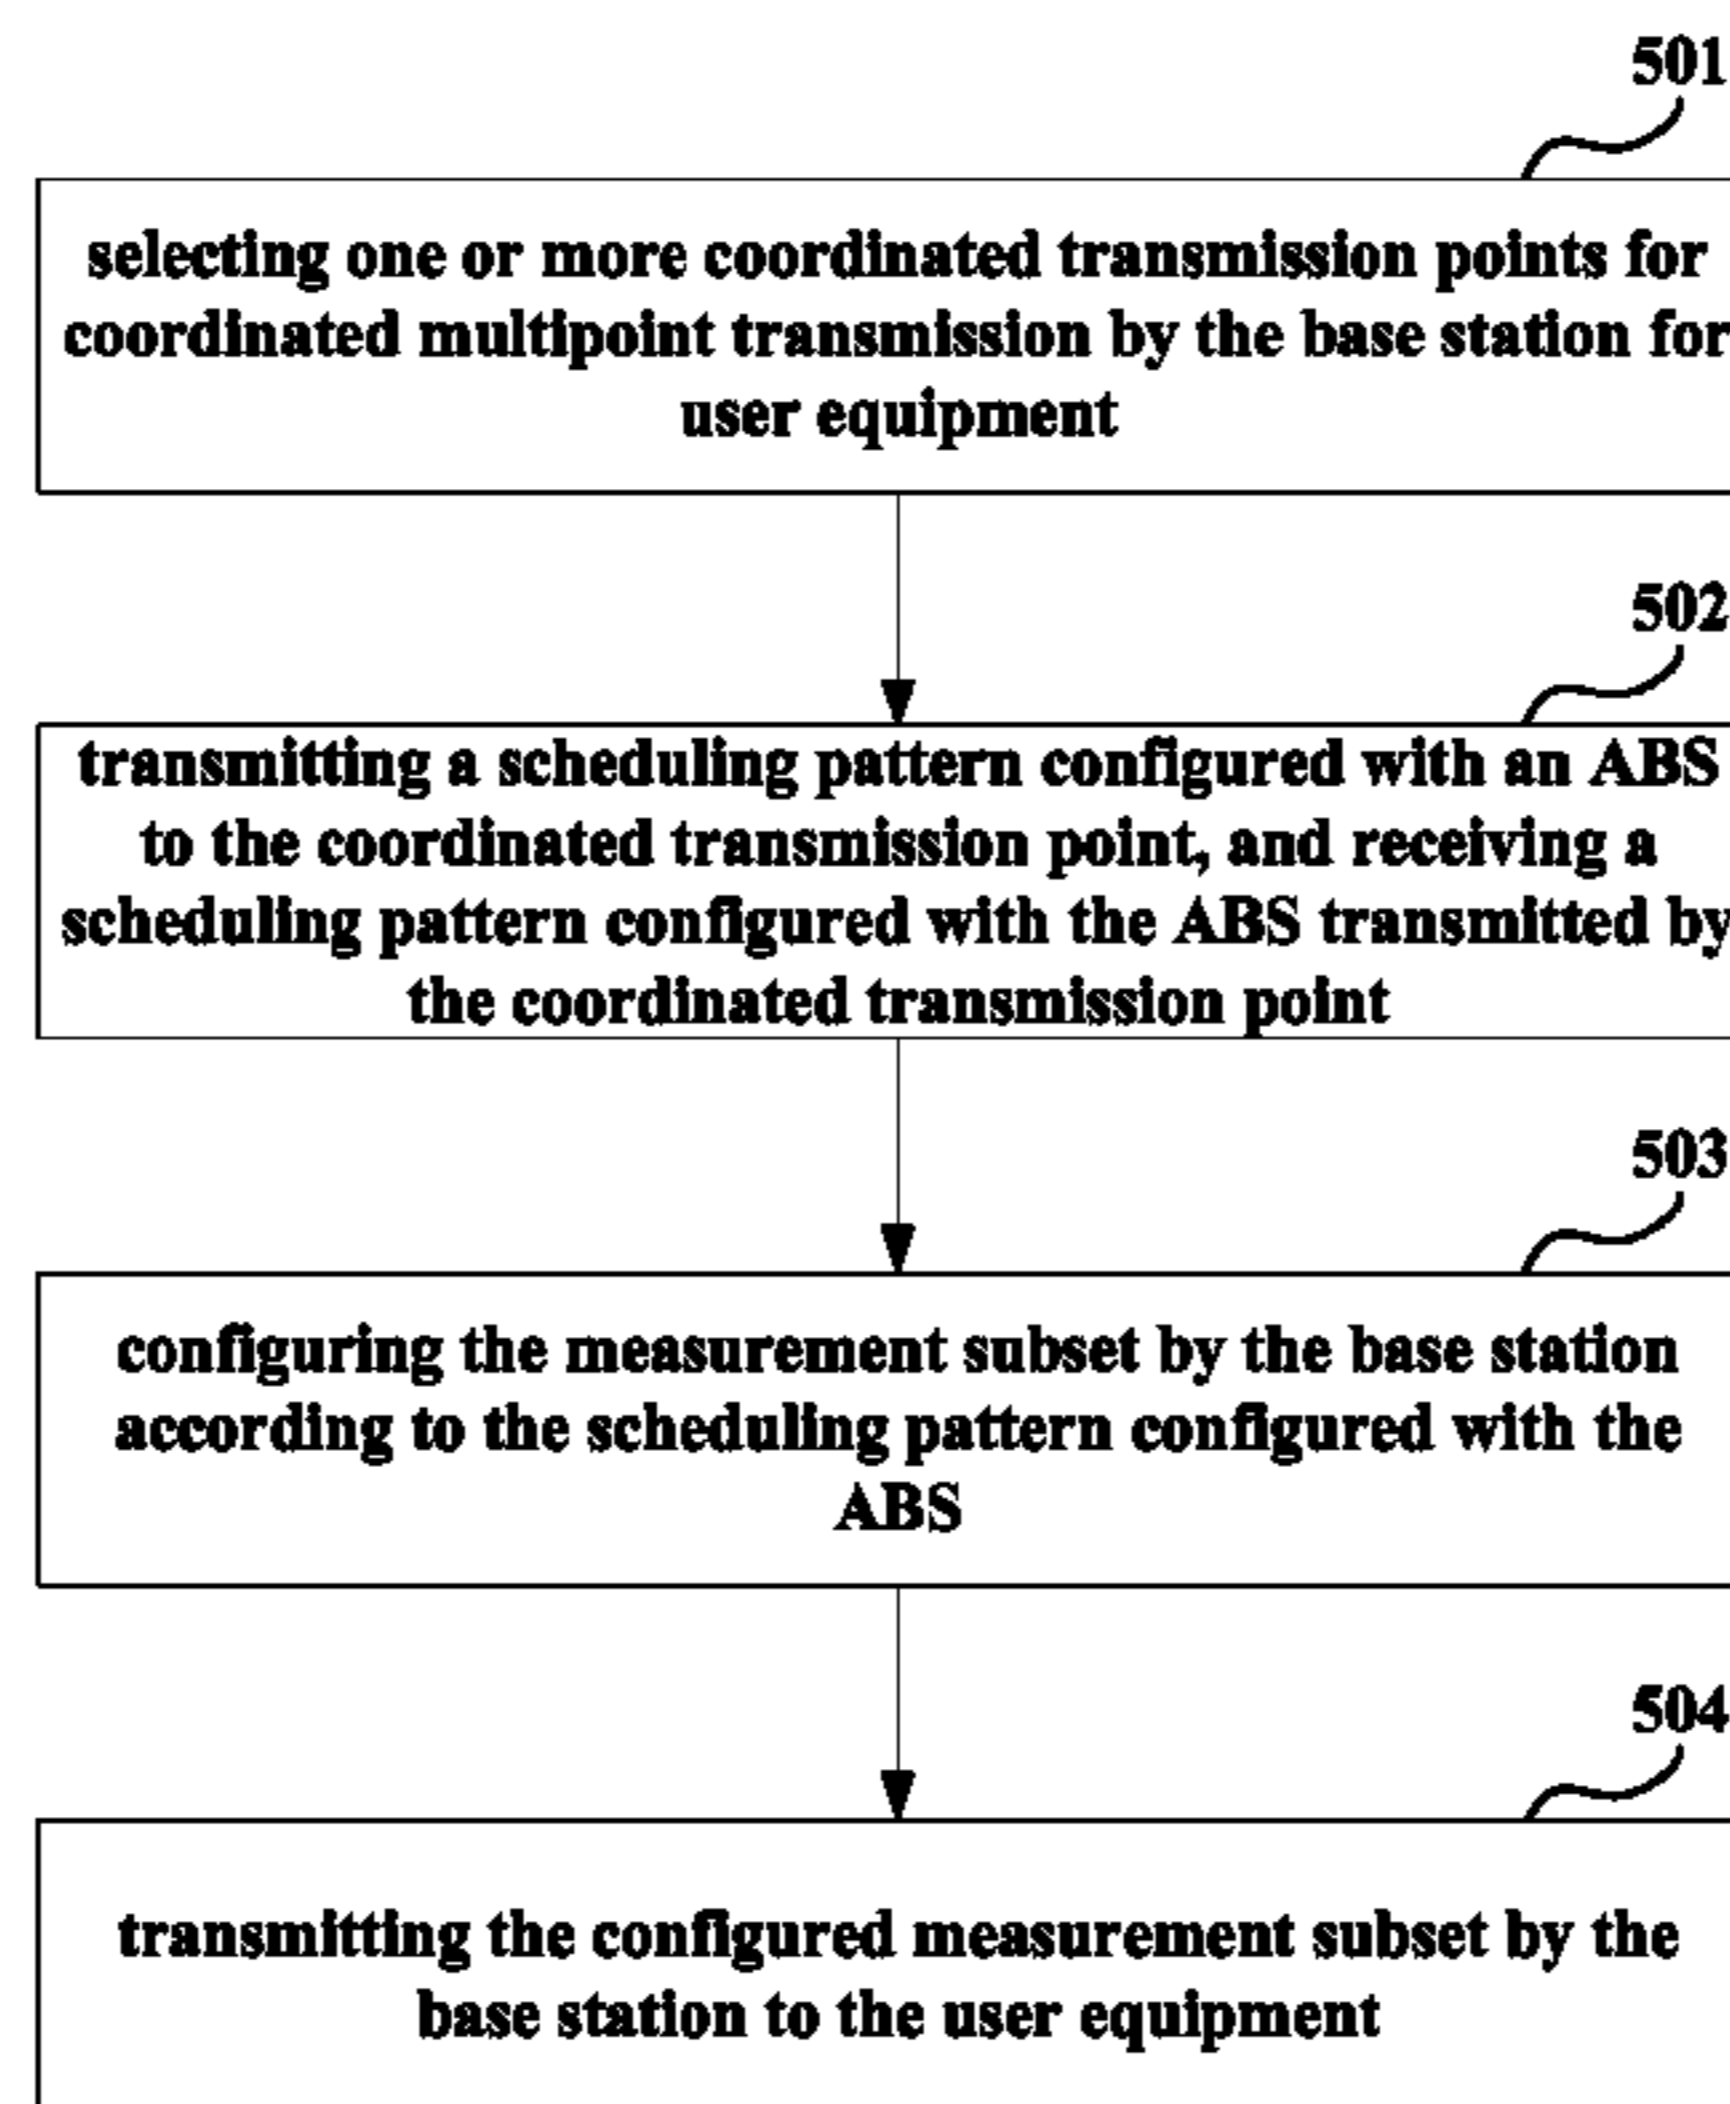 501
selecting one or more coordinated transmission points for
coordinated multipoint transmission by the base station for
user equipment
502
transmitting a scheduling pattern configured with an ABS
to the coordinated transmission point, and receiving a
scheduling pattern configured with the ABS transmitted by
the coordinated transmission point
503
configuring the measurement subset by the base station
according to the scheduling pattern configured with the
ABS
504
transmitting the configured measurement subset by the
base station to the user equipment